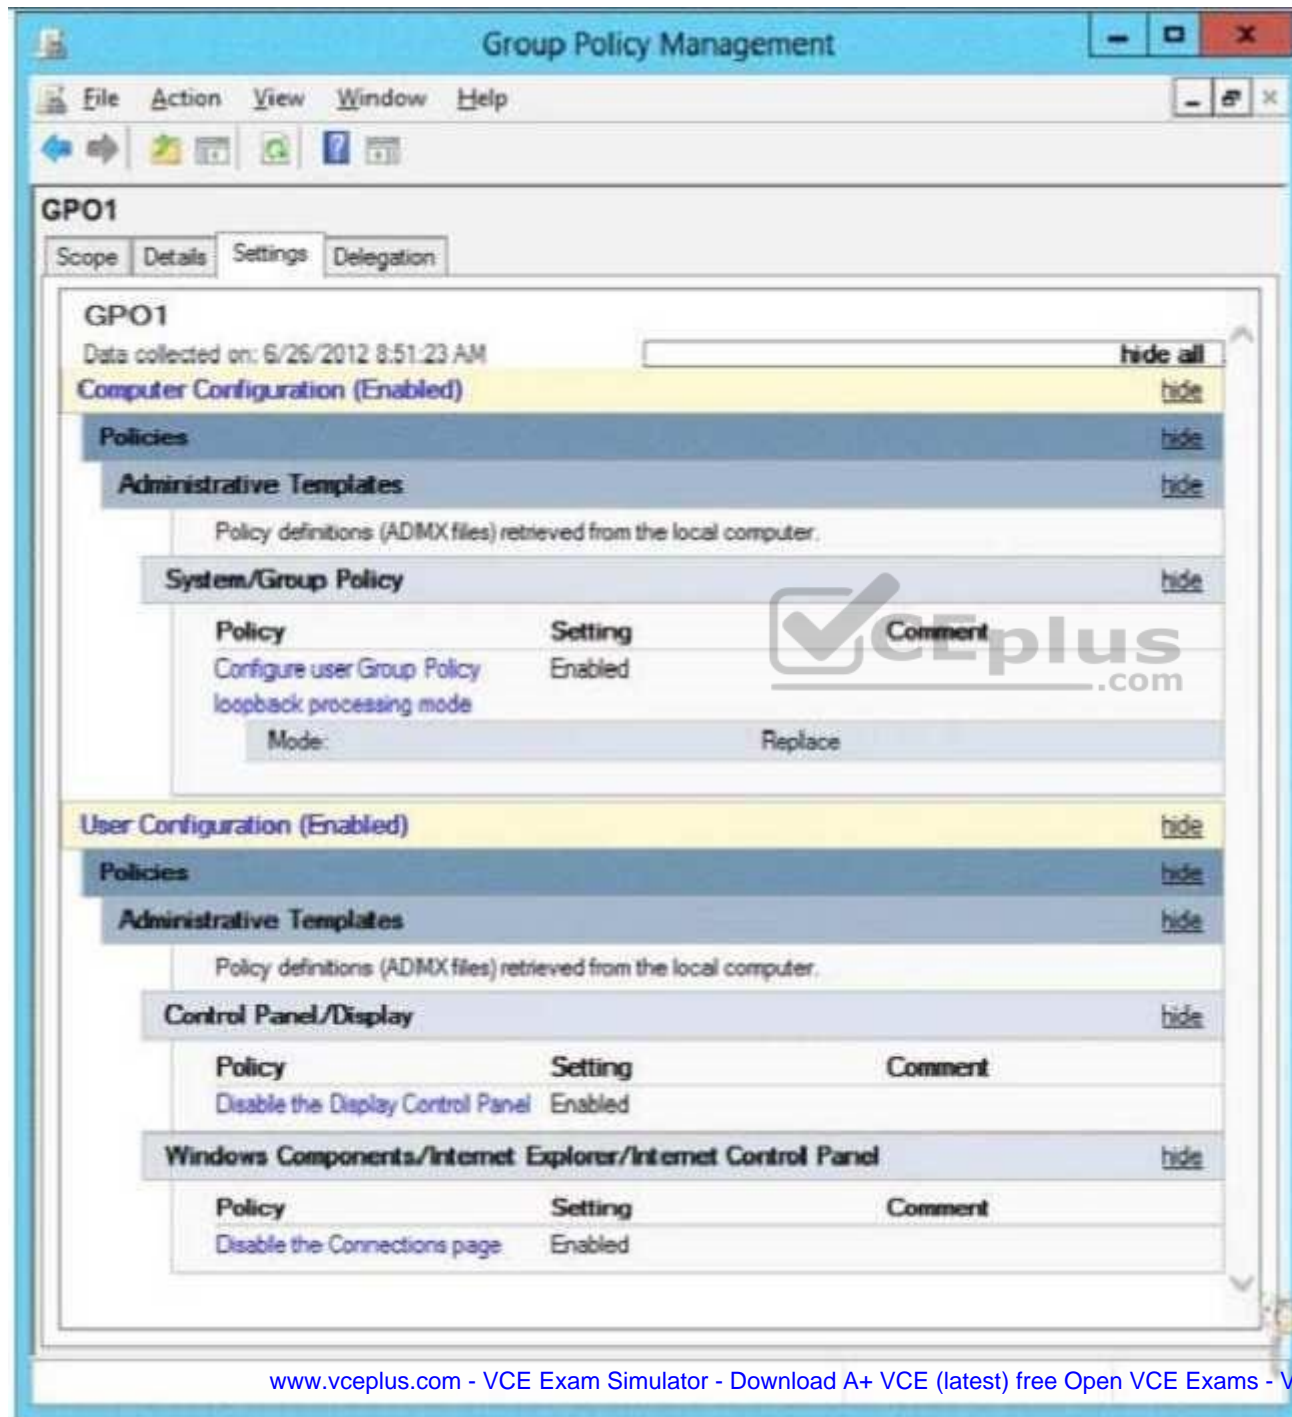 Group Policy Management
File Action View Window Help
GPO1
Scope Details Settings Delegation
GPO1
Data collected on: 6/26/2012 8:51:23 AM hide all
Computer Configuration (Enabled) hide
Policies hide
Administrative Templates hide
Policy definitions (ADMX files) retrieved from the local computer.
System/Group Policy hide
Policy Setting Comment
Configure user Group Policy Enabled
loopback processing mode
Mode: Replace
CEplus
.com
User Configuration (Enabled) hide
Policies hide
Administrative Templates hide
Policy definitions (ADMX files) retrieved from the local computer.
Control Panel/Display hide
Policy Setting Comment
Disable the Display Control Panel Enabled
Windows Components/Internet Explorer/Internet Control Panel hide
Policy Setting Comment
Disable the Connections page Enabled
www.vceplus.com - VCE Exam Simulator - Download A+ VCE (latest) free Open VCE Exams - V